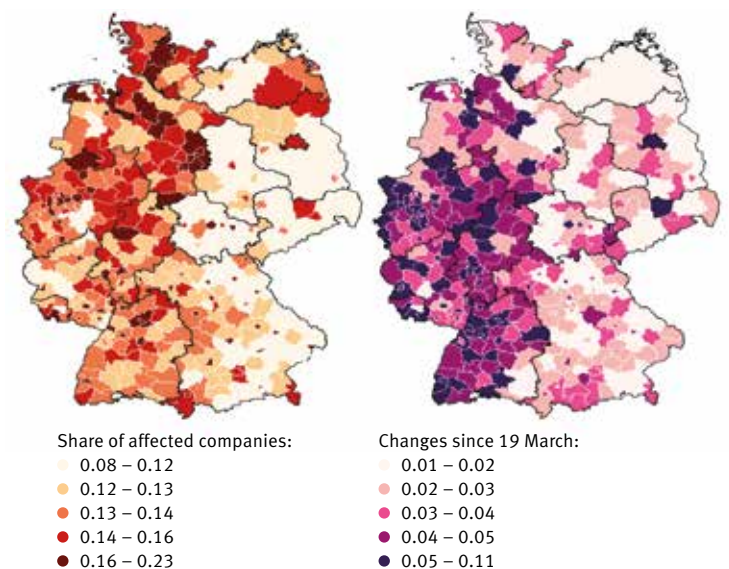 Share of affected companies:
0.08 – 0.12
0.12 – 0.13
0.13 – 0.14
0.14 – 0.16
0.16 – 0.23
Changes since 19 March:
0.01 – 0.02
0.02 – 0.03
0.03 – 0.04
0.04 – 0.05
0.05 – 0.11